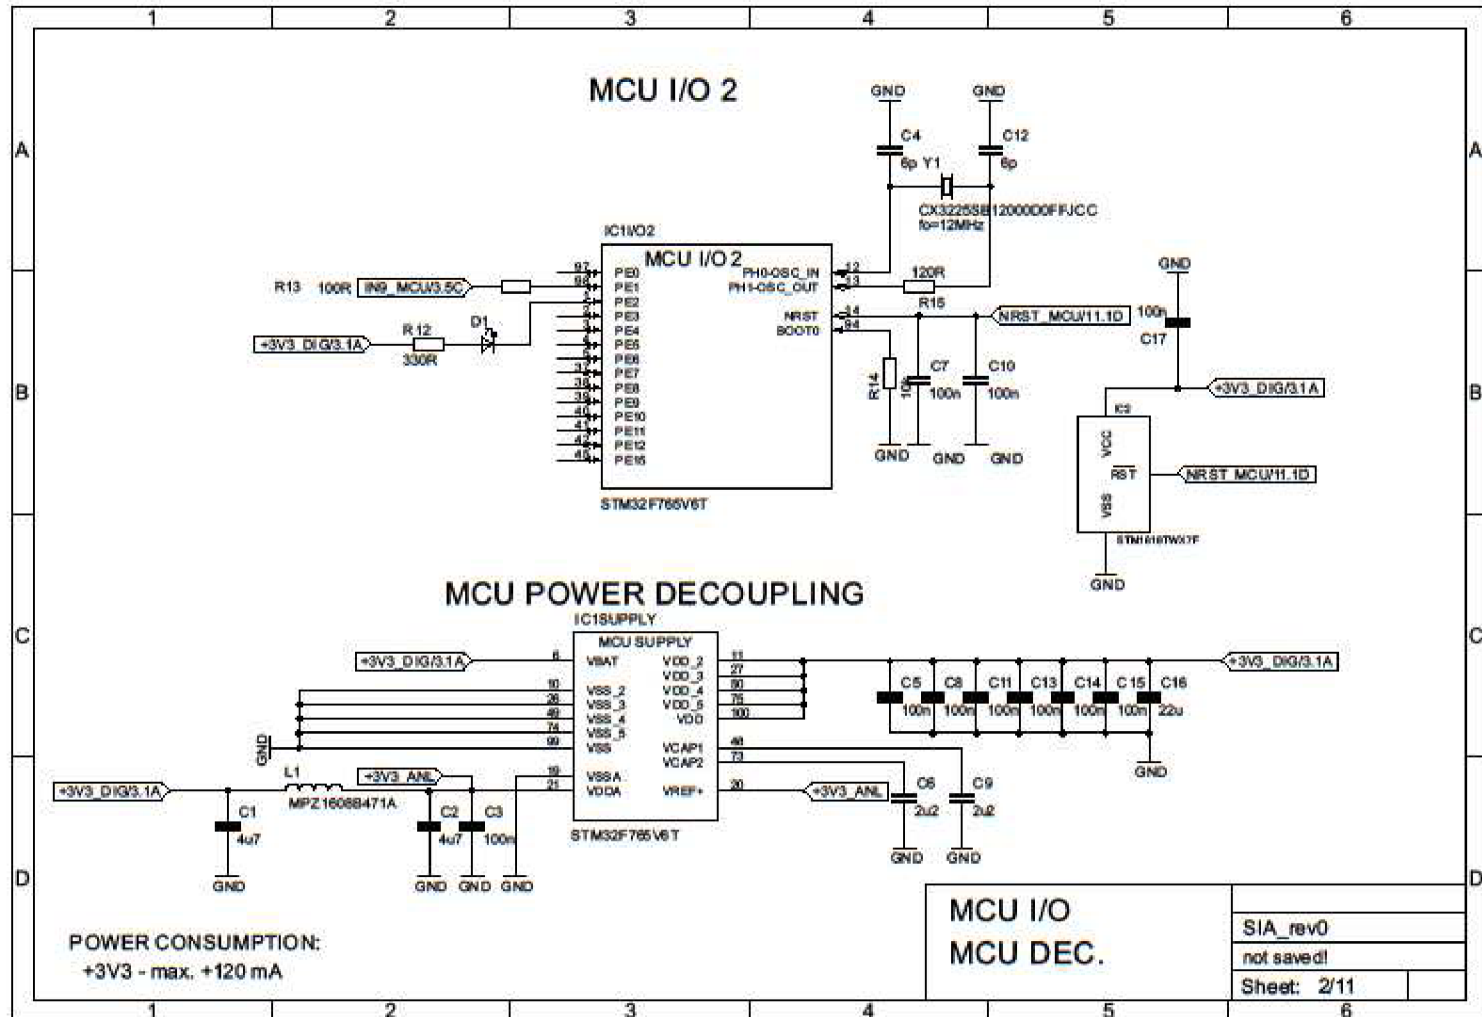 1 2 3 4 5 6
A
B
C
D
MCU I/O 2
GND
GND
C4
6p
Y1
C12
6p
CX3225SB12000D0FFJCC
fo=12MHz
IC1I/O2
MCU I/O 2
97 PE0
98 PE1
PE2
PE3
PE4
PE5
PE6
37 PE7
38 PE8
39 PE9
40 PE10
41 PE11
42 PE12
45 PE15
PH0-OSC_IN 12
PH1-OSC_OUT 13
NRST 14
BOOT0 94
STM32F765V6T
R13 100R IN9_MCU/3.5C
+3V3_DIG/3.1A
R12
330R
D1
120R
R15
NRST_MCU/11.1D
R14
10k
C7
100n
C10
100n
GND
GND
GND
GND
100n
C17
+3V3_DIG/3.1A
IC2
VCC
RST
VSS
NRST_MCU/11.1D
GND
MCU POWER DECOUPLING
IC1SUPPLY
MCU SUPPLY
+3V3_DIG/3.1A
6 VBAT
10 VSS_2
26 VSS_3
49 VSS_4
74 VSS_5
99 VSS
19 VSSA
21 VDDA
VDD_2 11
VDD_3 27
VDD_4 50
VDD_5 75
VDD 100
VCAP1 48
VCAP2 73
VREF+ 20
STM32F765V6T
+3V3_DIG/3.1A
C5 C8 C11 C13 C14 C15 C16
100n 100n 100n 100n 100n 100n 22u
GND
+3V3_ANL
C6
2u2
C9
2u2
GND GND
GND
+3V3_DIG/3.1A
L1
MPZ1608B471A
+3V3_ANL
C1
4u7
C2
4u7
C3
100n
GND GND GND GND
POWER CONSUMPTION:
+3V3 - max. +120 mA
MCU I/O
MCU DEC.
SIA_rev0
not saved!
Sheet: 2/11
A
B
C
D
1 2 3 4 5 6